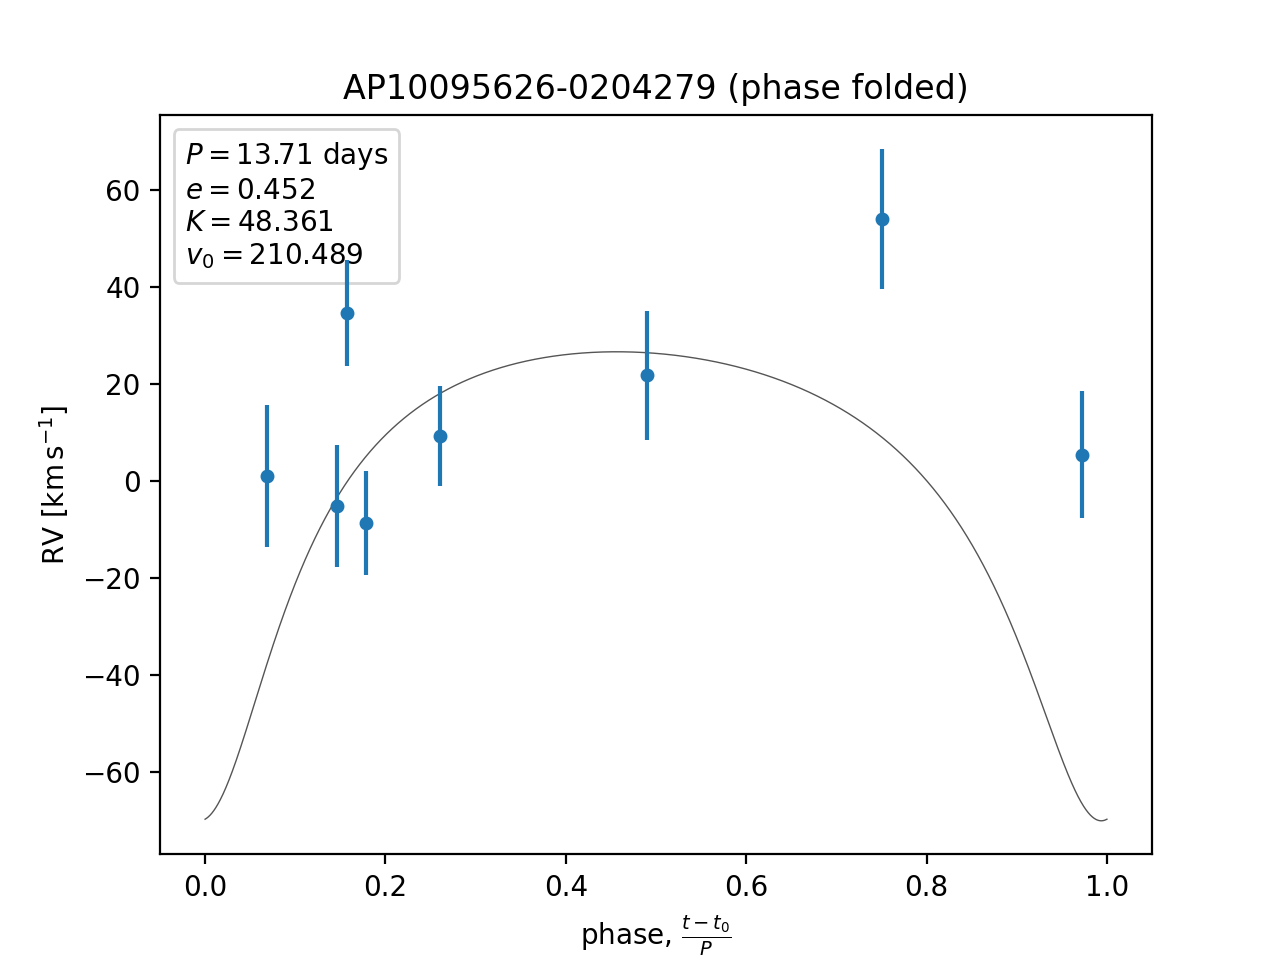 AP10095626-0204279 (phase folded)
P = 13.71 days
e = 0.452
K = 48.361
v₀ = 210.489
60
40
20
0
−20
−40
−60
RV [km s⁻¹]
0.0 0.2 0.4 0.6 0.8 1.0
phase, (t − t₀)/P